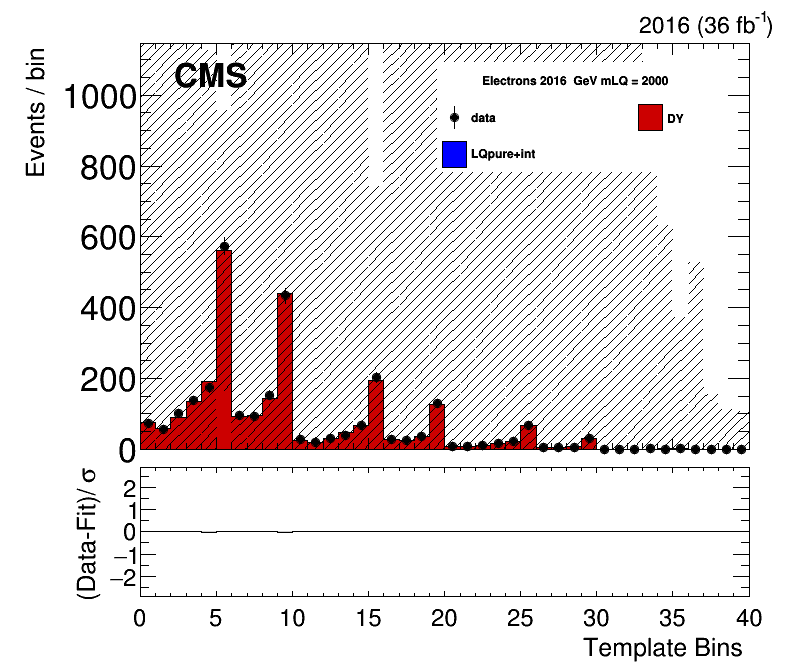 2016 (36 fb-1)
CMS
Electrons 2016 GeV mLQ = 2000
data
DY
LQpure+int
Events / bin
1000
800
600
400
200
0
(Data-Fit)/ σ
2
1
0
−1
−2
0 5 10 15 20 25 30 35 40
Template Bins